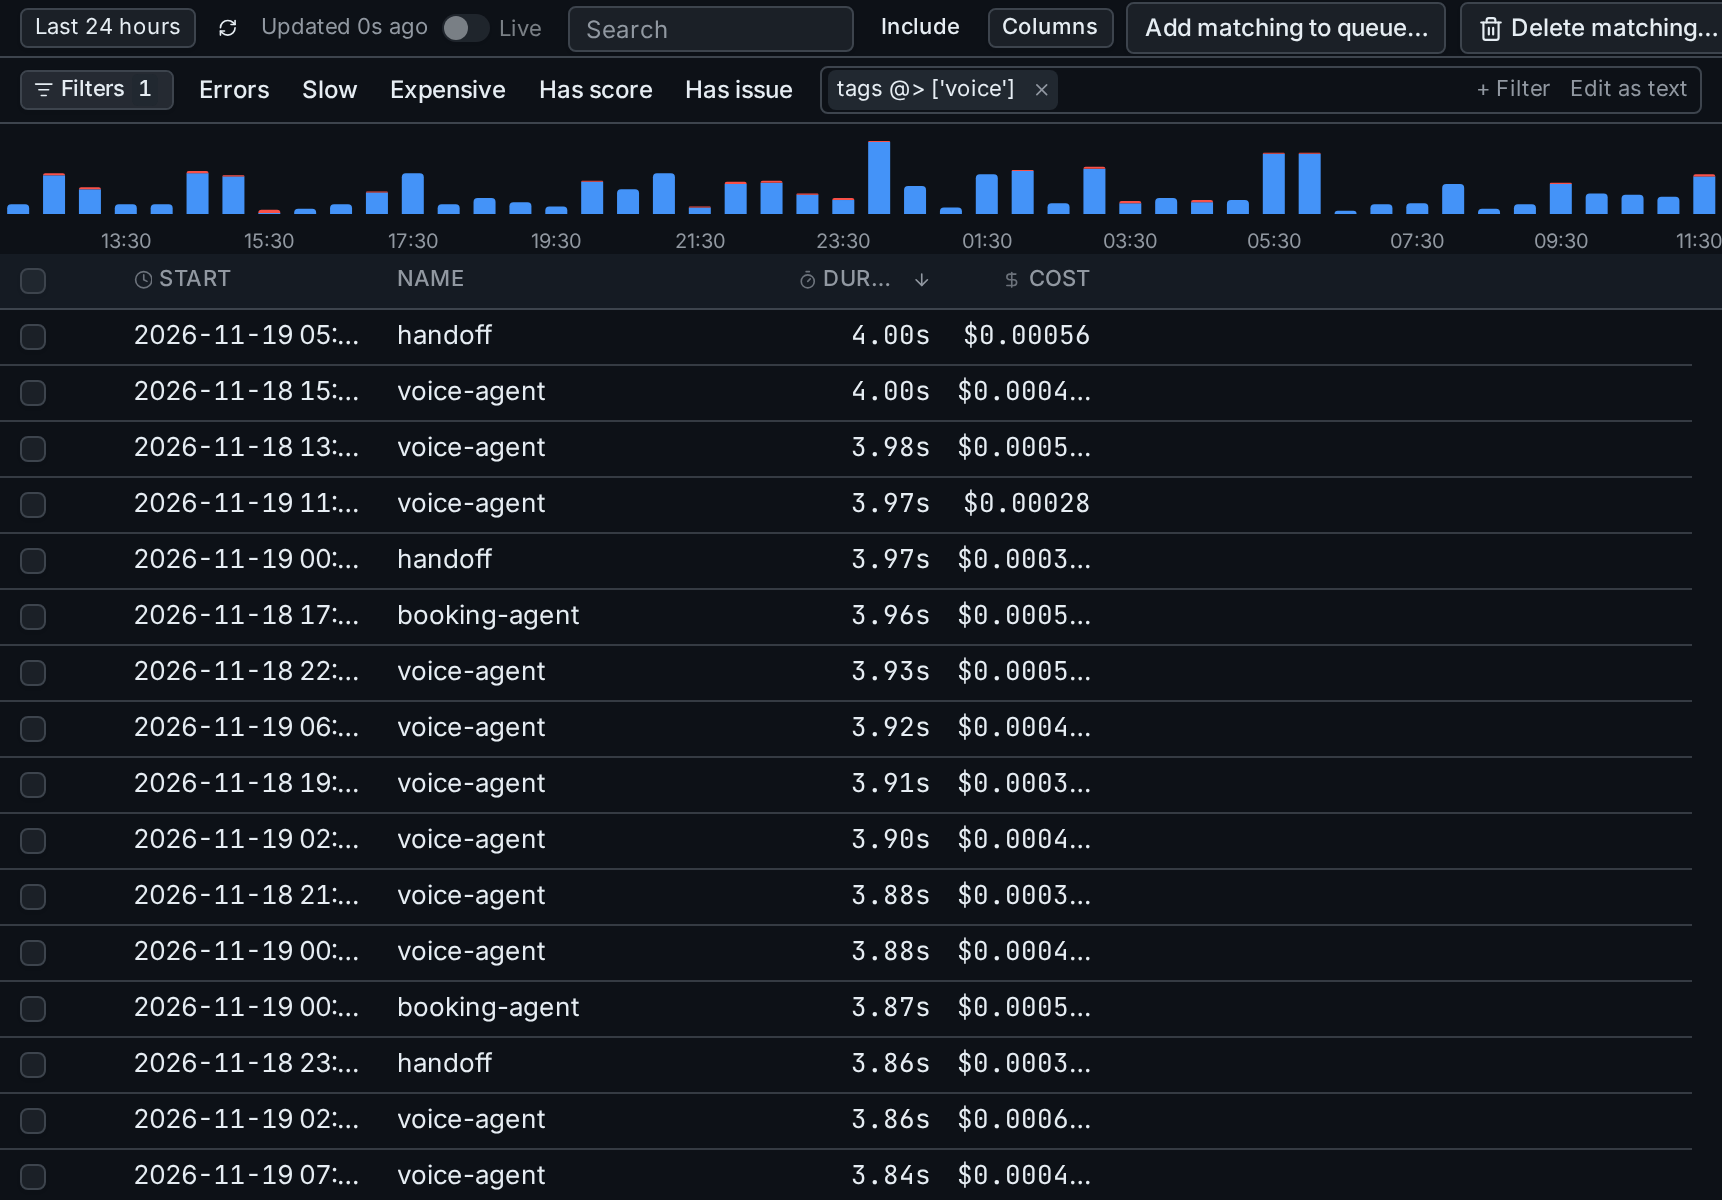 Last 24 hours Updated 0s ago Live Search Include Columns Add matching to queue... Delete matching...
Filters 1 Errors Slow Expensive Has score Has issue tags @> ['voice'] × + Filter Edit as text
13:30 15:30 17:30 19:30 21:30 23:30 01:30 03:30 05:30 07:30 09:30 11:30
START NAME DUR... ↓ $ COST
2026-11-19 05:... handoff 4.00s $0.00056
2026-11-18 15:... voice-agent 4.00s $0.0004...
2026-11-18 13:... voice-agent 3.98s $0.0005...
2026-11-19 11:... voice-agent 3.97s $0.00028
2026-11-19 00:... handoff 3.97s $0.0003...
2026-11-18 17:... booking-agent 3.96s $0.0005...
2026-11-18 22:... voice-agent 3.93s $0.0005...
2026-11-19 06:... voice-agent 3.92s $0.0004...
2026-11-18 19:... voice-agent 3.91s $0.0003...
2026-11-19 02:... voice-agent 3.90s $0.0004...
2026-11-18 21:... voice-agent 3.88s $0.0003...
2026-11-19 00:... voice-agent 3.88s $0.0004...
2026-11-19 00:... booking-agent 3.87s $0.0005...
2026-11-18 23:... handoff 3.86s $0.0003...
2026-11-19 02:... voice-agent 3.86s $0.0006...
2026-11-19 07:... voice-agent 3.84s $0.0004...